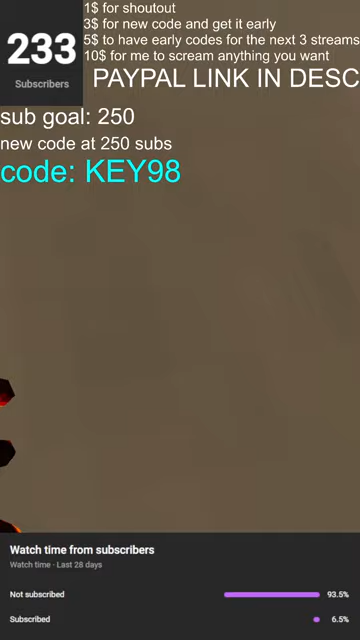 233
Subscribers
1$ for shoutout
3$ for new code and get it early
5$ to have early codes for the next 3 streams
10$ for me to scream anything you want
PAYPAL LINK IN DESC
sub goal: 250
new code at 250 subs
code: KEY98
Watch time from subscribers
Watch time · Last 28 days
Not subscribed 93.5%
Subscribed 6.5%